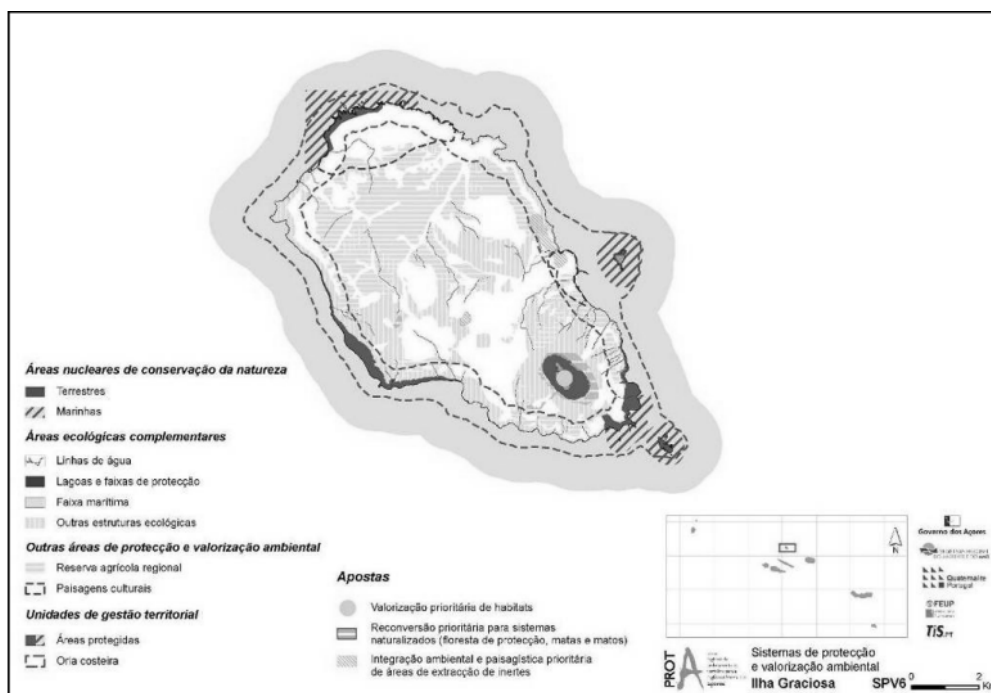 Áreas nucleares de conservação da natureza
Terrestres
Marinhas
Áreas ecológicas complementares
Linhas de água
Lagoas e faixas de protecção
Faixa marítima
Outras estruturas ecológicas
Outras áreas de protecção e valorização ambiental
Reserva agrícola regional
Paisagens culturais
Unidades de gestão territorial
Áreas protegidas
Orla costeira
Apostas
Valorização prioritária de habitats
Reconversão prioritária para sistemas
naturalizados (floresta de protecção, matas e matos)
Integração ambiental e paisagística prioritária
de áreas de extracção de inertes
N
Governo dos Açores
Quaternaire
Portugal
FEUP
TiS.PT
PROT A
Sistemas de protecção
e valorização ambiental
Ilha Graciosa SPV6
0 2
Km